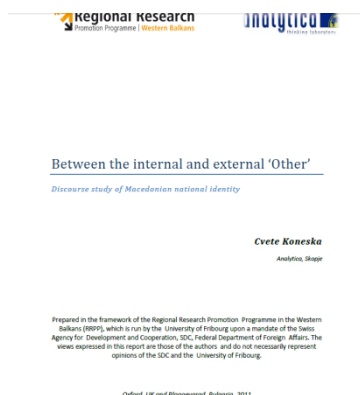 Regional Research
Promotion Programme | Western Balkans
analytica
thinking laboratory
Between the internal and external ‘Other’
Discourse study of Macedonian national identity
Cvete Koneska
Analytica, Skopje
Prepared in the framework of the Regional Research Promotion Programme in the Western
Balkans (RRPP), which is run by the University of Fribourg upon a mandate of the Swiss
Agency for Development and Cooperation, SDC, Federal Department of Foreign Affairs. The
views expressed in this report are those of the authors and do not necessarily represent
opinions of the SDC and the University of Fribourg.
Oxford, UK and Blagoevgrad, Bulgaria, 2011